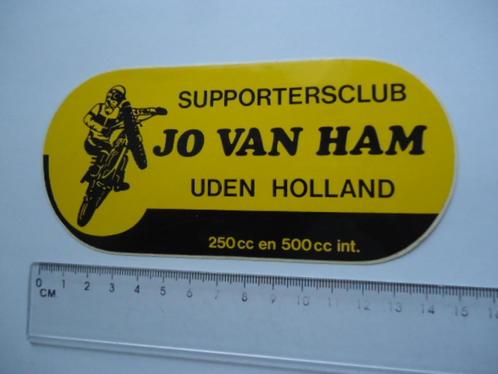 SUPPORTERSCLUB
JO VAN HAM
UDEN HOLLAND
250cc en 500cc int.
0 1 2 3 4 5 6 7 8 9 10 11 12 13 14 15 16
CM